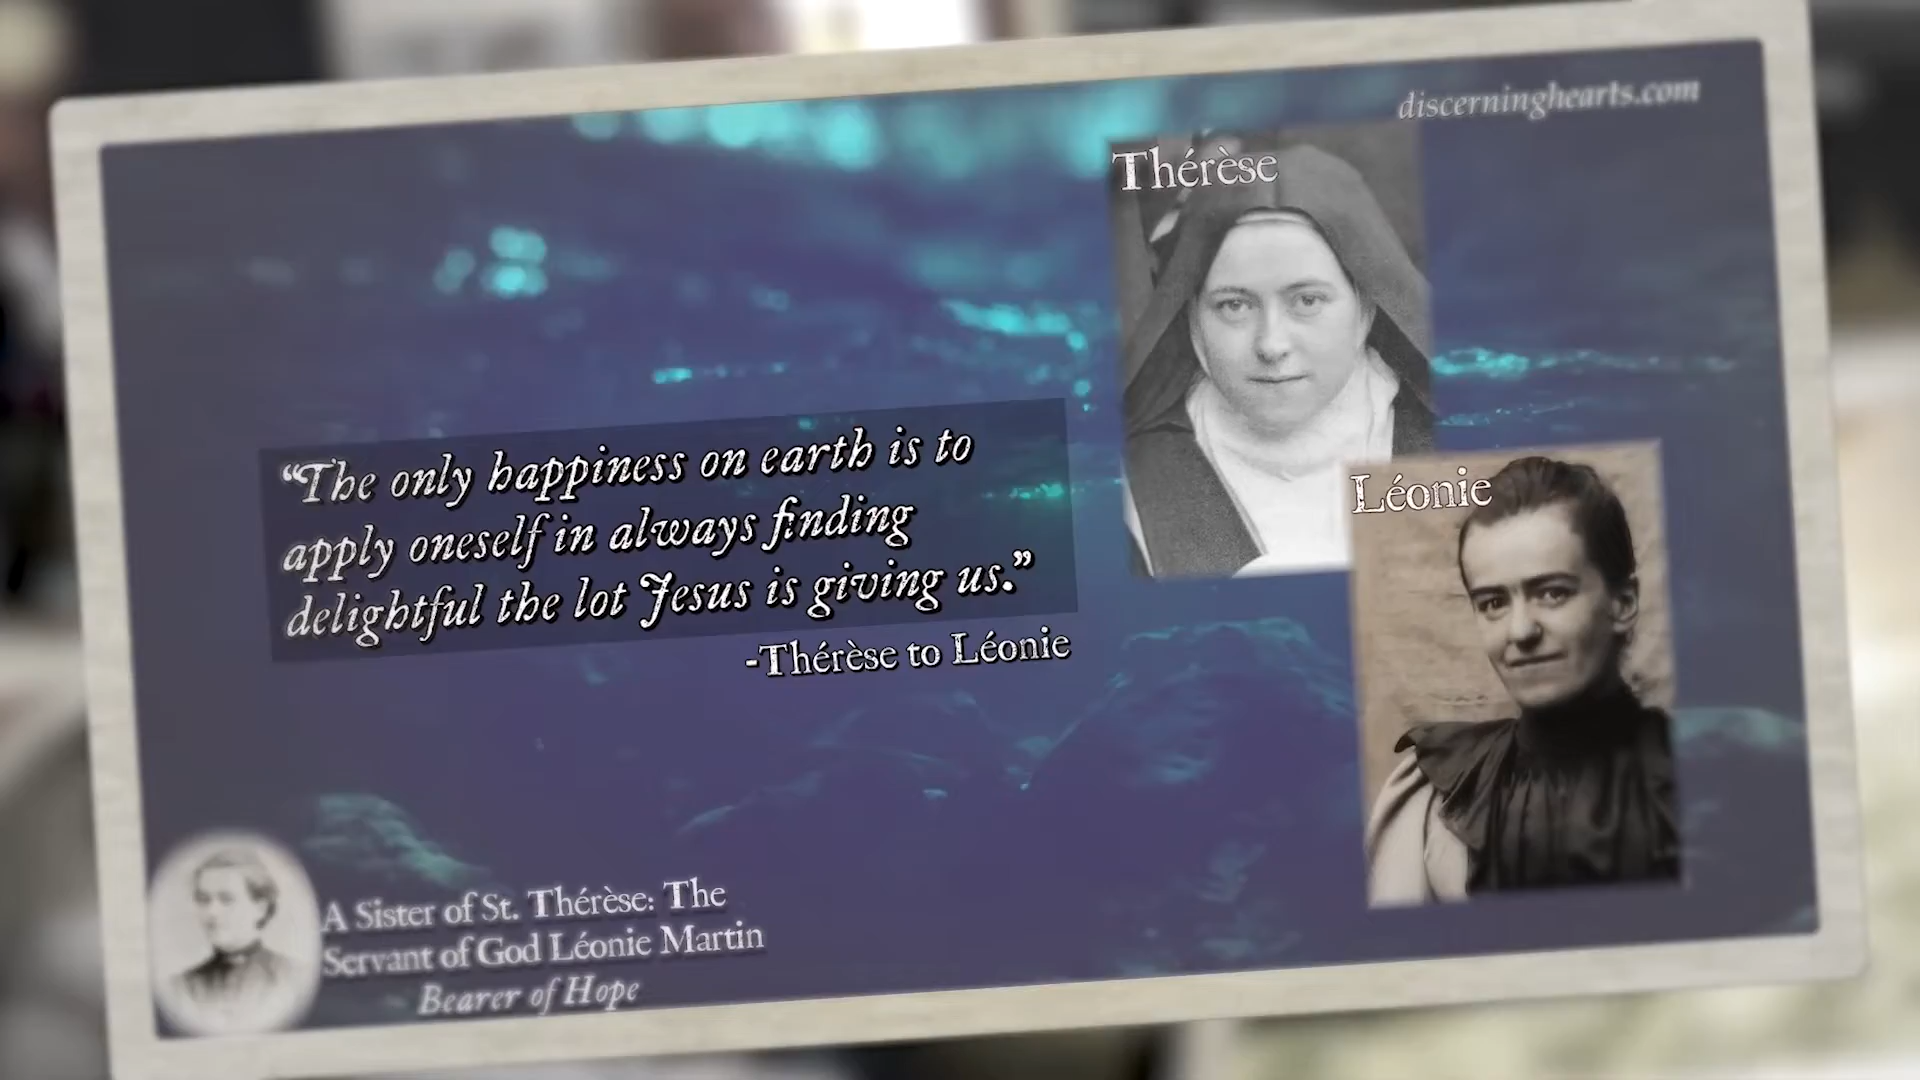 discerninghearts.com
Thérèse
Léonie
“The only happiness on earth is to
apply oneself in always finding
delightful the lot Jesus is giving us.”
-Thérèse to Léonie
A Sister of St. Thérèse: The
Servant of God Léonie Martin
Bearer of Hope